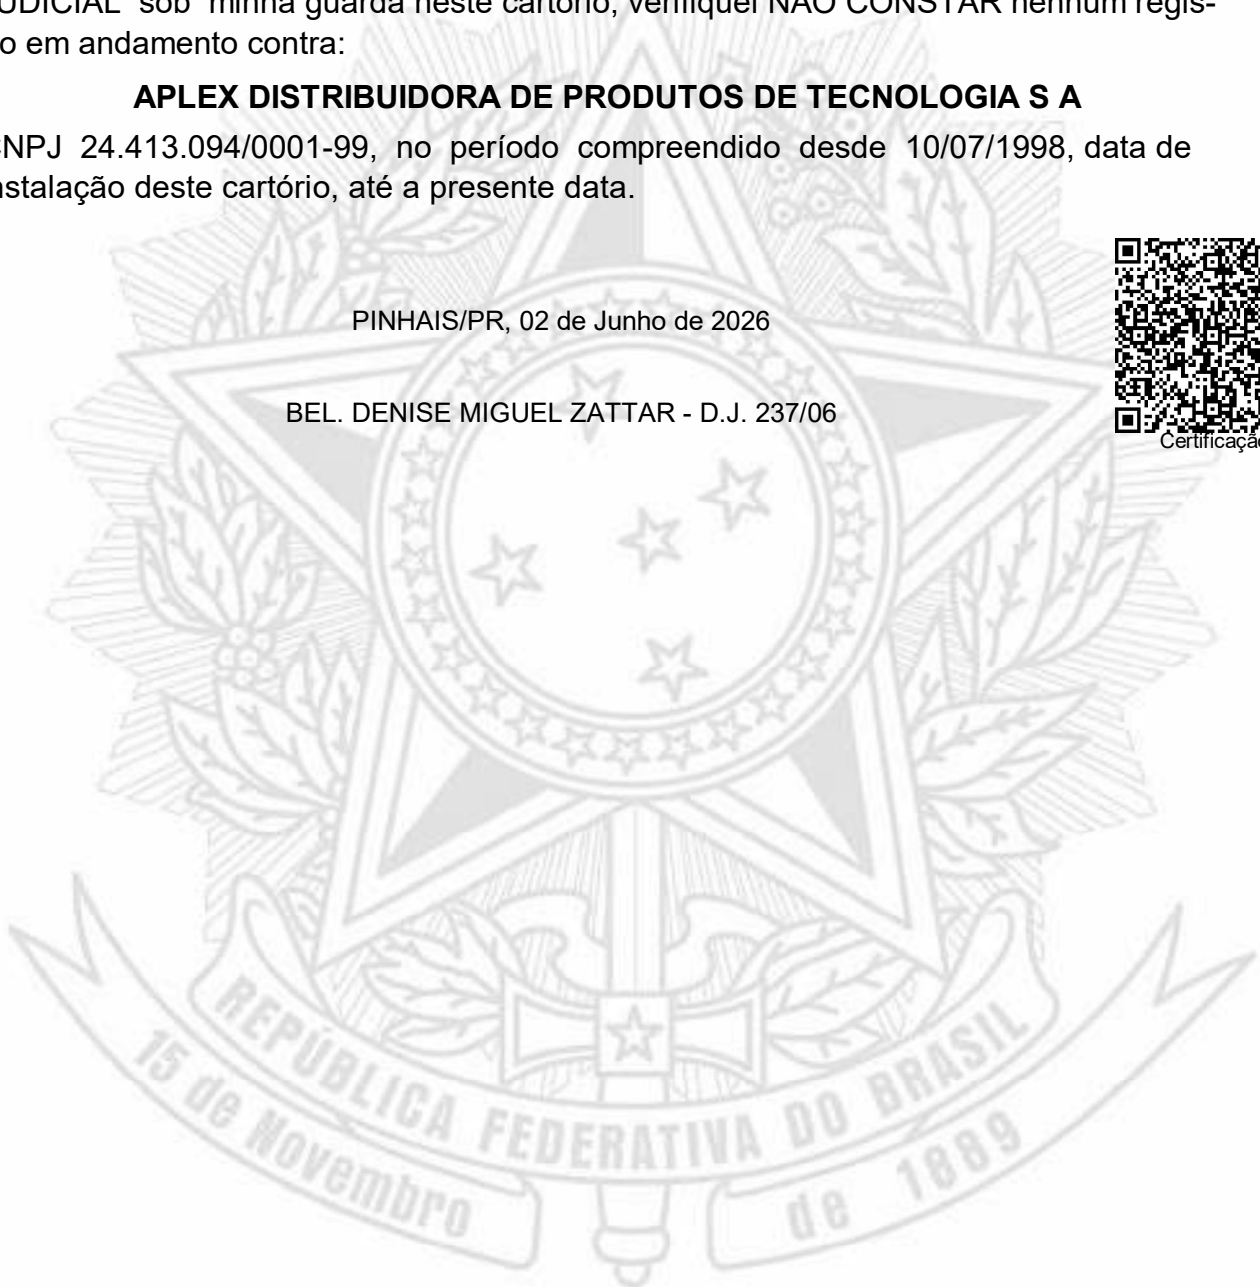 UDICIAL sob minha guarda neste cartório, verifiquei NÃO CONSTAR nenhum regis-
o em andamento contra:
APLEX DISTRIBUIDORA DE PRODUTOS DE TECNOLOGIA S A
CNPJ 24.413.094/0001-99, no período compreendido desde 10/07/1998, data de
nstalação deste cartório, até a presente data.
PINHAIS/PR, 02 de Junho de 2026
BEL. DENISE MIGUEL ZATTAR - D.J. 237/06
Certificação
REPÚBLICA FEDERATIVA DO BRASIL
15 de Novembro de 1889